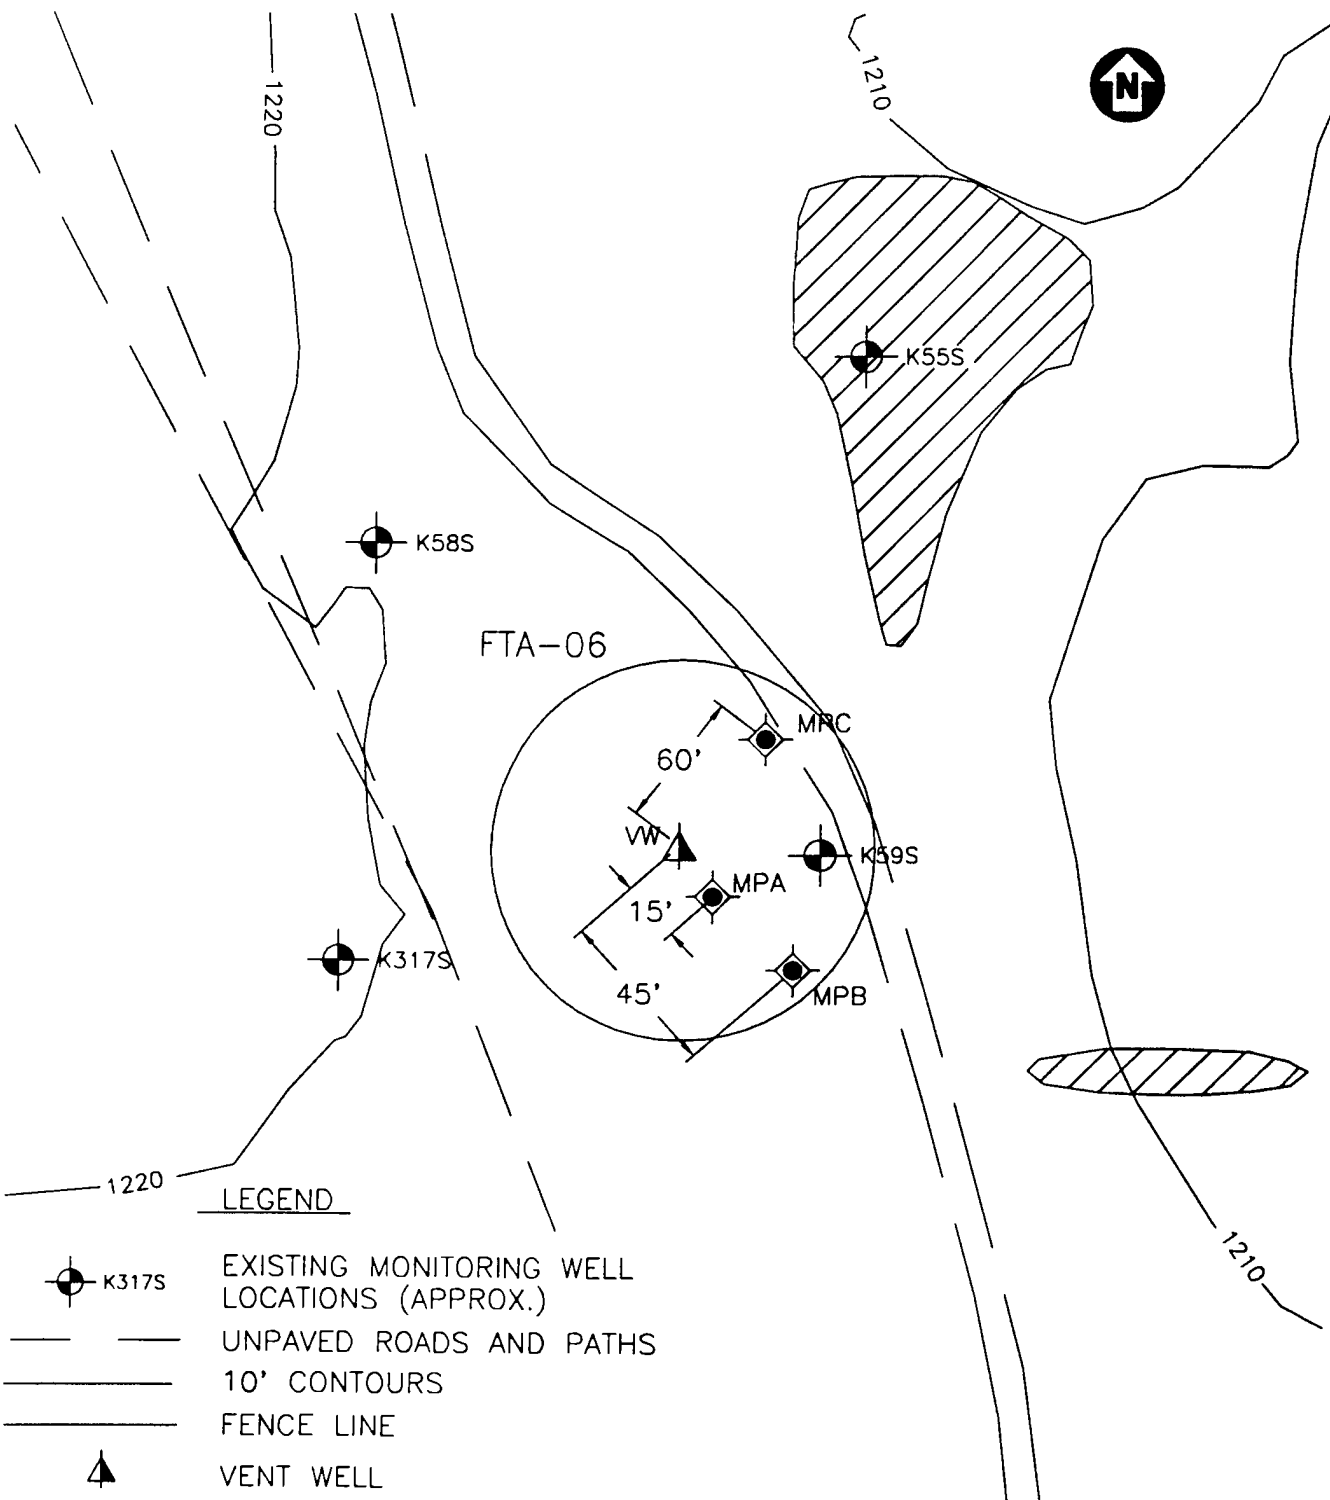 1220
1210
N
K55S
K58S
FTA-06
MPC
60'
VW
K59S
MPA
15'
K317S
45'
MPB
1220
LEGEND
1210
K317S
EXISTING MONITORING WELL
LOCATIONS (APPROX.)
UNPAVED ROADS AND PATHS
10' CONTOURS
FENCE LINE
VENT WELL